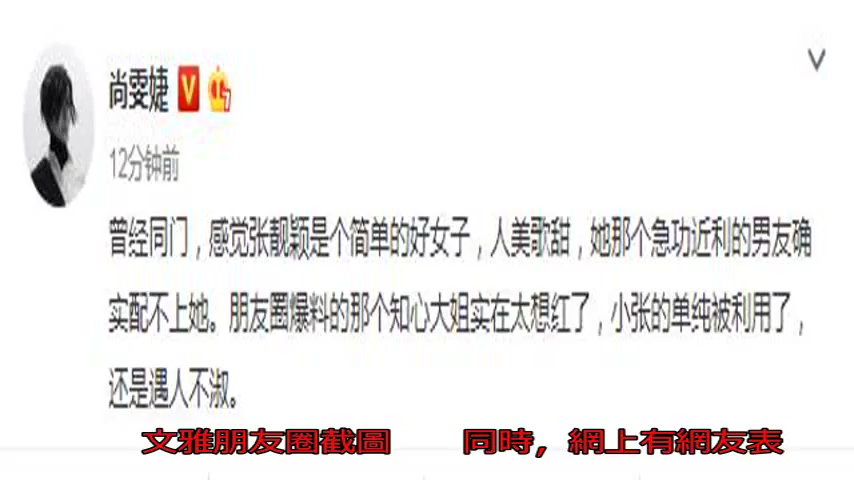 尚雯婕
12分钟前
曾经同门，感觉张靓颖是个简单的好女子，人美歌甜，她那个急功近利的男友确
实配不上她。朋友圈爆料的那个知心大姐实在太想红了，小张的单纯被利用了，
还是遇人不淑。
文雅朋友圈截圖 同時，網上有網友表